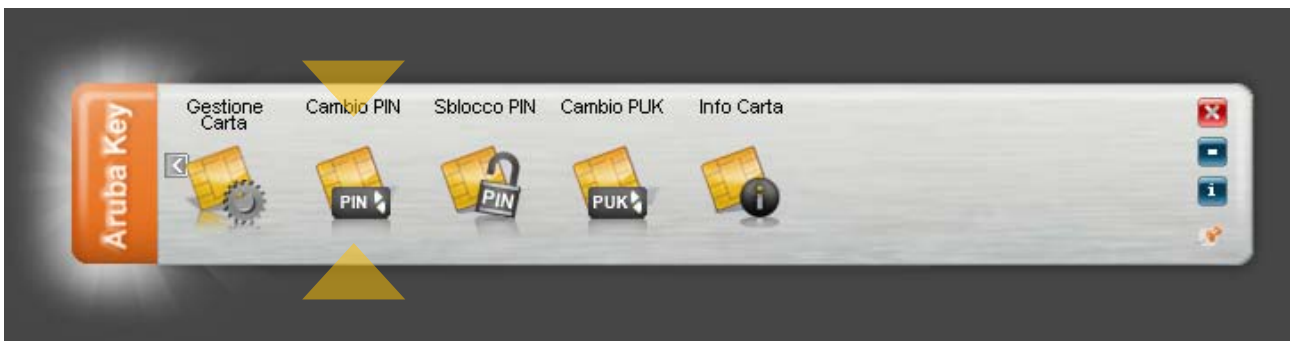 Aruba Key
Gestione
Carta
Cambio PIN
Sblocco PIN
Cambio PUK
Info Carta
PIN
PIN
PUK
i
i